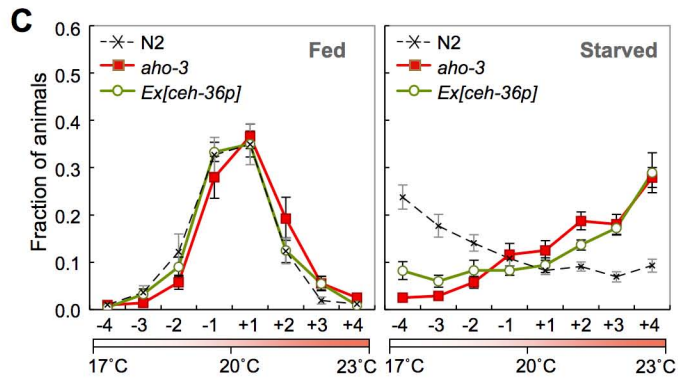 C
Fraction of animals
0.6
0.5
0.4
0.3
0.2
0.1
0.0
N2
aho-3
Ex[ceh-36p]
Fed
-4 -3 -2 -1 +1 +2 +3 +4
17°C 20°C 23°C
N2
aho-3
Ex[ceh-36p]
Starved
-4 -3 -2 -1 +1 +2 +3 +4
17°C 20°C 23°C